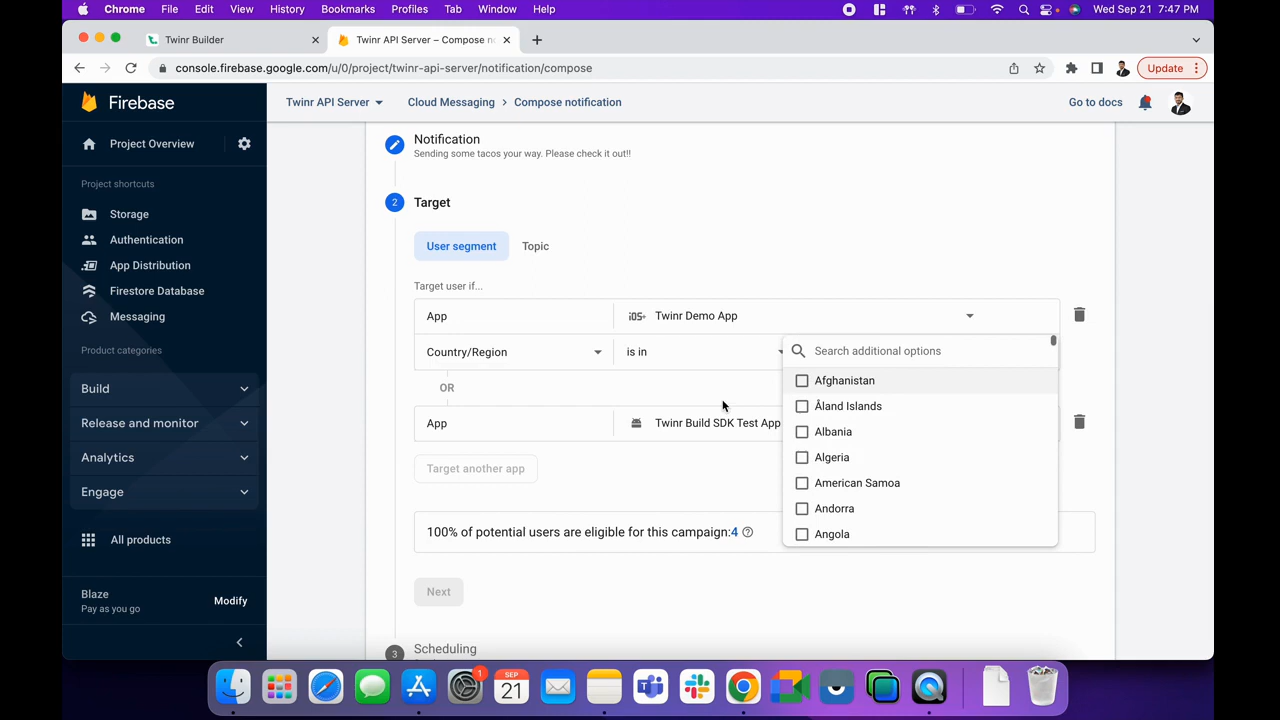 Chrome File Edit View History Bookmarks Profiles Tab Window Help Wed Sep 21 7:47 PM
Twinr Builder
Twinr API Server – Compose no
console.firebase.google.com/u/0/project/twinr-api-server/notification/compose
Update
Firebase
Twinr API Server
Cloud Messaging > Compose notification
Go to docs
Project Overview
Project shortcuts
Storage
Authentication
App Distribution
Firestore Database
Messaging
Product categories
Build
Release and monitor
Analytics
Engage
All products
Blaze
Pay as you go
Modify
Notification
Sending some tacos your way. Please check it out!!
2 Target
User segment Topic
Target user if...
App iOS+ Twinr Demo App
Country/Region is in
Search additional options
Afghanistan
Åland Islands
Albania
Algeria
American Samoa
Andorra
Angola
OR
App Twinr Build SDK Test App
Target another app
100% of potential users are eligible for this campaign:4
Next
3 Scheduling
1
SEP
21